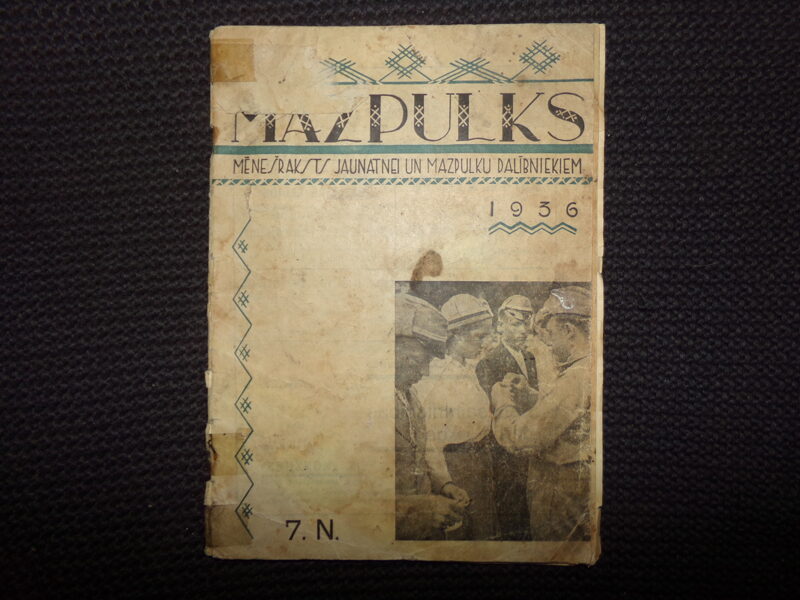 MAZPULKS
MĒNEŠRAKSTS JAUNATNEI UN MAZPULKU DALĪBNIEKIEM
1936
7. N.